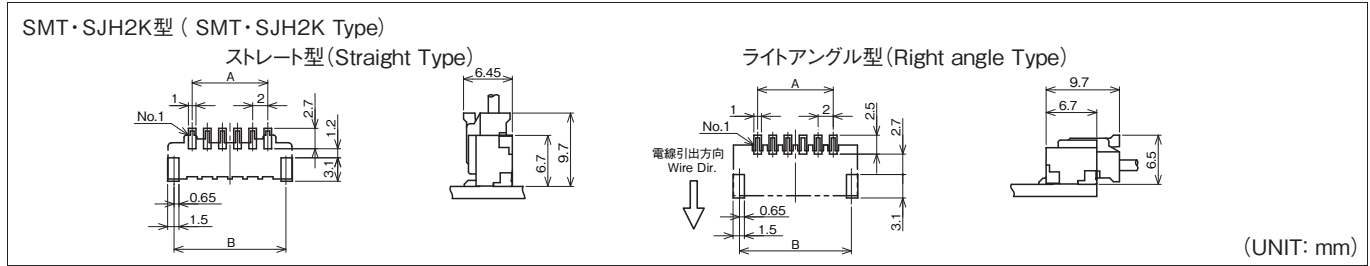 SMT・SJH2K型 ( SMT・SJH2K Type)
ストレート型(Straight Type)
A
1
2
2.7
No.1
1.2
3.1
0.65
1.5
B
6.45
6.7
9.7
ライトアングル型(Right angle Type)
A
1
2
2.5
No.1
2.7
電線引出方向
Wire Dir.
0.65
1.5
3.1
B
9.7
6.7
6.5
(UNIT: mm)